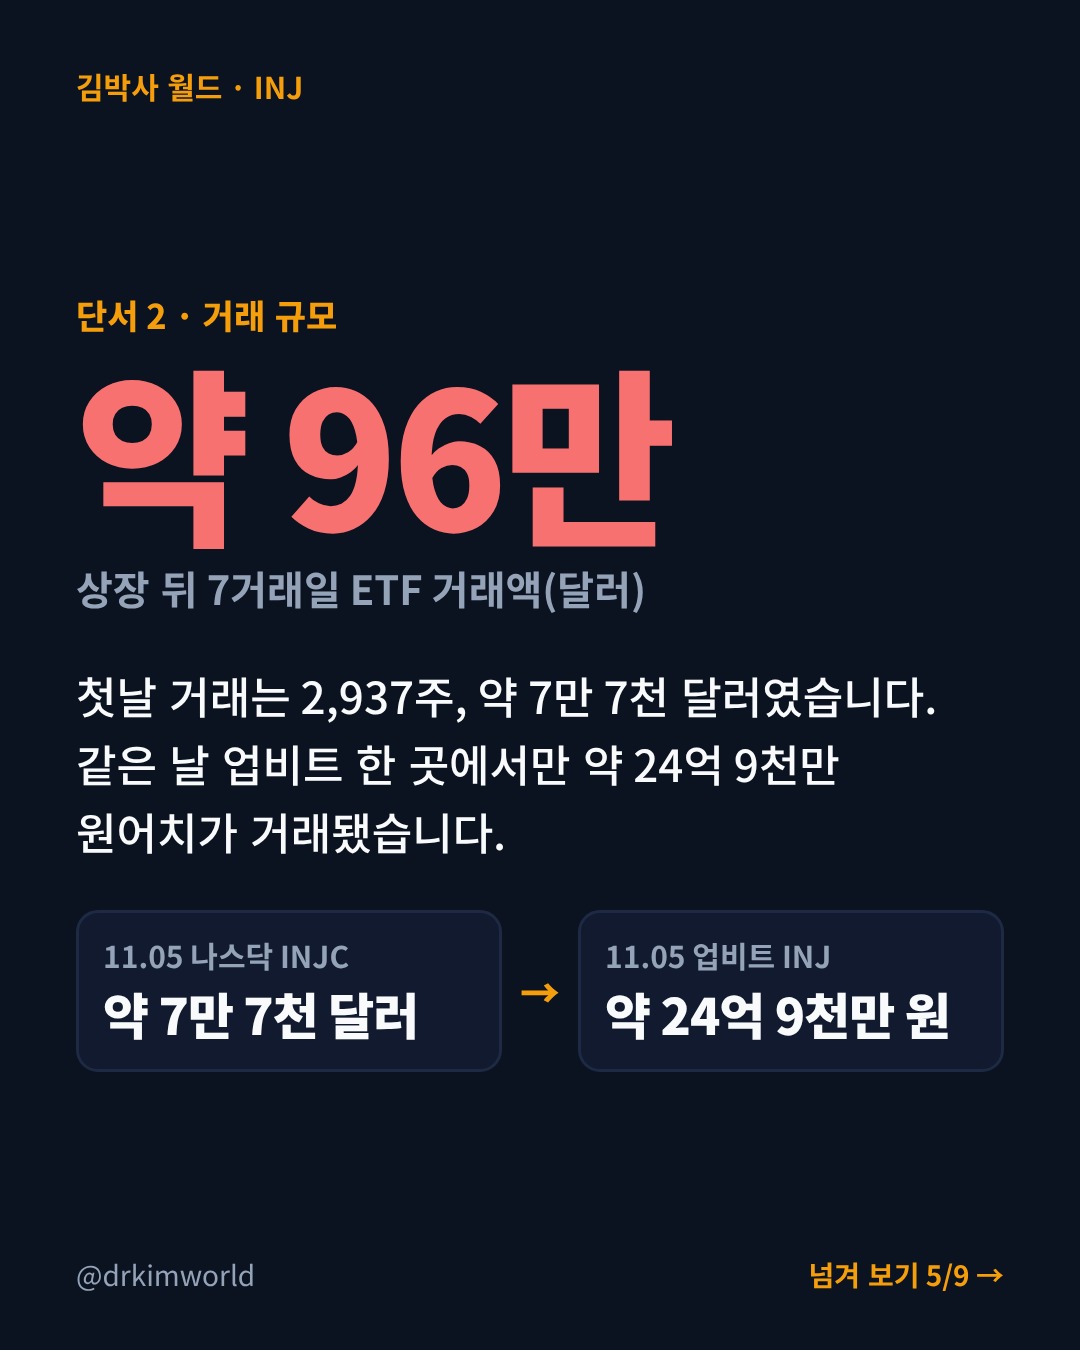 김박사 월드 · INJ
단서 2 · 거래 규모
약 96만
상장 뒤 7거래일 ETF 거래액(달러)
첫날 거래는 2,937주, 약 7만 7천 달러였습니다.
같은 날 업비트 한 곳에서만 약 24억 9천만
원어치가 거래됐습니다.
11.05 나스닥 INJC
약 7만 7천 달러
→
11.05 업비트 INJ
약 24억 9천만 원
@drkimworld
넘겨 보기 5/9 →